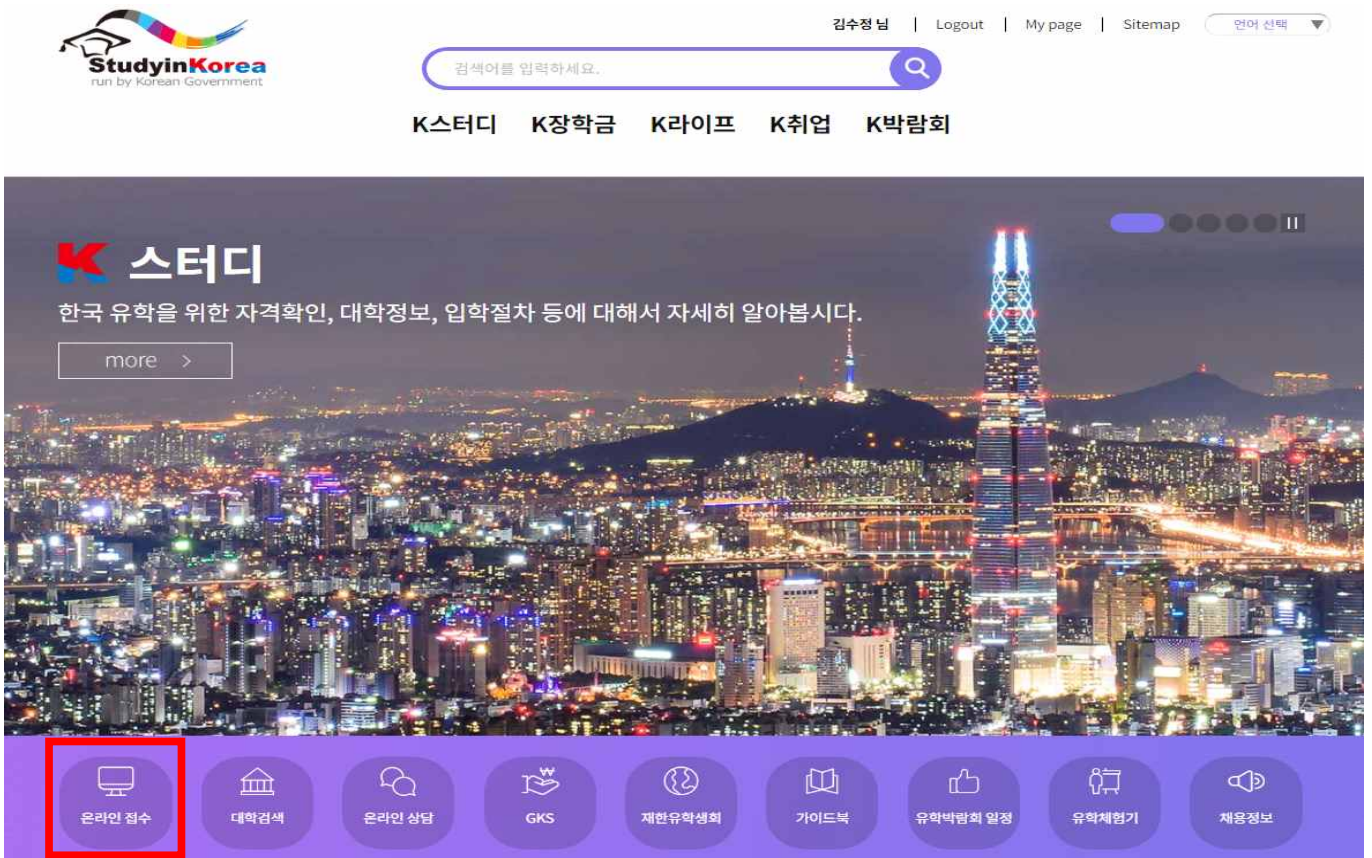 김수정 님 | Logout | My page | Sitemap 언어 선택 ▼
StudyinKorea
run by Korean Government
검색어를 입력하세요.
K스터디 K장학금 K라이프 K취업 K박람회
K 스터디
한국 유학을 위한 자격확인, 대학정보, 입학절차 등에 대해서 자세히 알아봅시다.
more >
온라인 접수 대학검색 온라인 상담 GKS 재한유학생회 가이드북 유학박람회 일정 유학체험기 채용정보